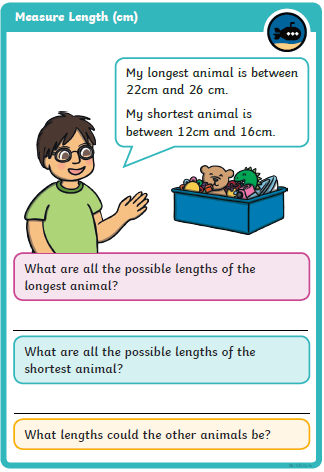 Measure Length (cm)
My longest animal is between
22cm and 26 cm.
My shortest animal is
between 12cm and 16cm.
What are all the possible lengths of the
longest animal?
What are all the possible lengths of the
shortest animal?
What lengths could the other animals be?